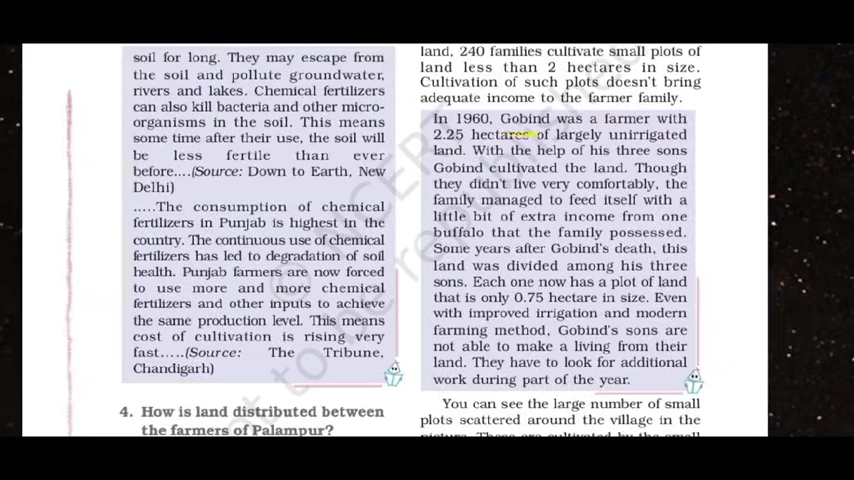 soil for long. They may escape from
the soil and pollute groundwater,
rivers and lakes. Chemical fertilizers
can also kill bacteria and other micro-
organisms in the soil. This means
some time after their use, the soil will
be less fertile than ever
before....(Source: Down to Earth, New
Delhi)
.....The consumption of chemical
fertilizers in Punjab is highest in the
country. The continuous use of chemical
fertilizers has led to degradation of soil
health. Punjab farmers are now forced
to use more and more chemical
fertilizers and other inputs to achieve
the same production level. This means
cost of cultivation is rising very
fast.....(Source: The Tribune,
Chandigarh)
4. How is land distributed between
the farmers of Palampur?
land, 240 families cultivate small plots of
land less than 2 hectares in size.
Cultivation of such plots doesn't bring
adequate income to the farmer family.
In 1960, Gobind was a farmer with
2.25 hectares of largely unirrigated
land. With the help of his three sons
Gobind cultivated the land. Though
they didn't live very comfortably, the
family managed to feed itself with a
little bit of extra income from one
buffalo that the family possessed.
Some years after Gobind's death, this
land was divided among his three
sons. Each one now has a plot of land
that is only 0.75 hectare in size. Even
with improved irrigation and modern
farming method, Gobind's sons are
not able to make a living from their
land. They have to look for additional
work during part of the year.
You can see the large number of small
plots scattered around the village in the
picture. These are cultivated by the small
© NCERT
not to be republished